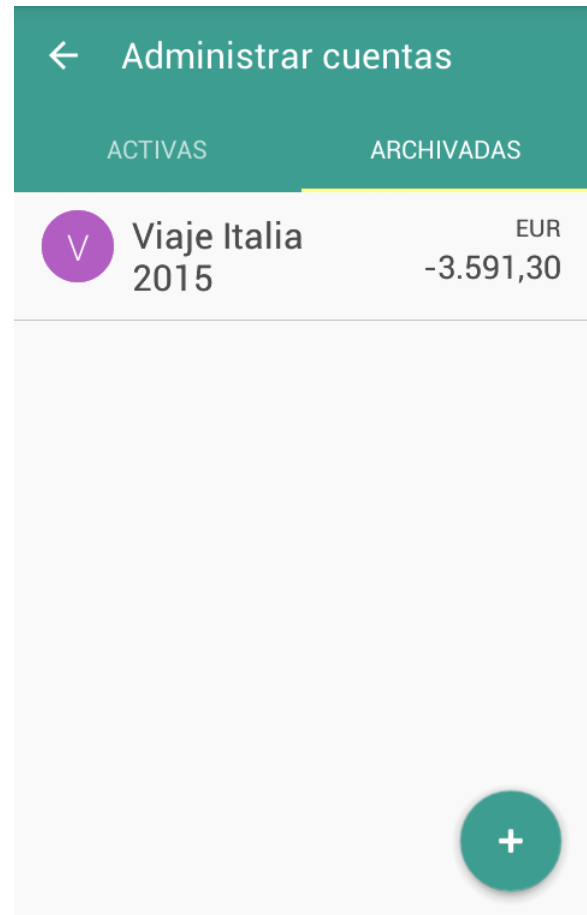 Administrar cuentas
ACTIVAS ARCHIVADAS
V
Viaje Italia
2015
EUR
-3.591,30
+